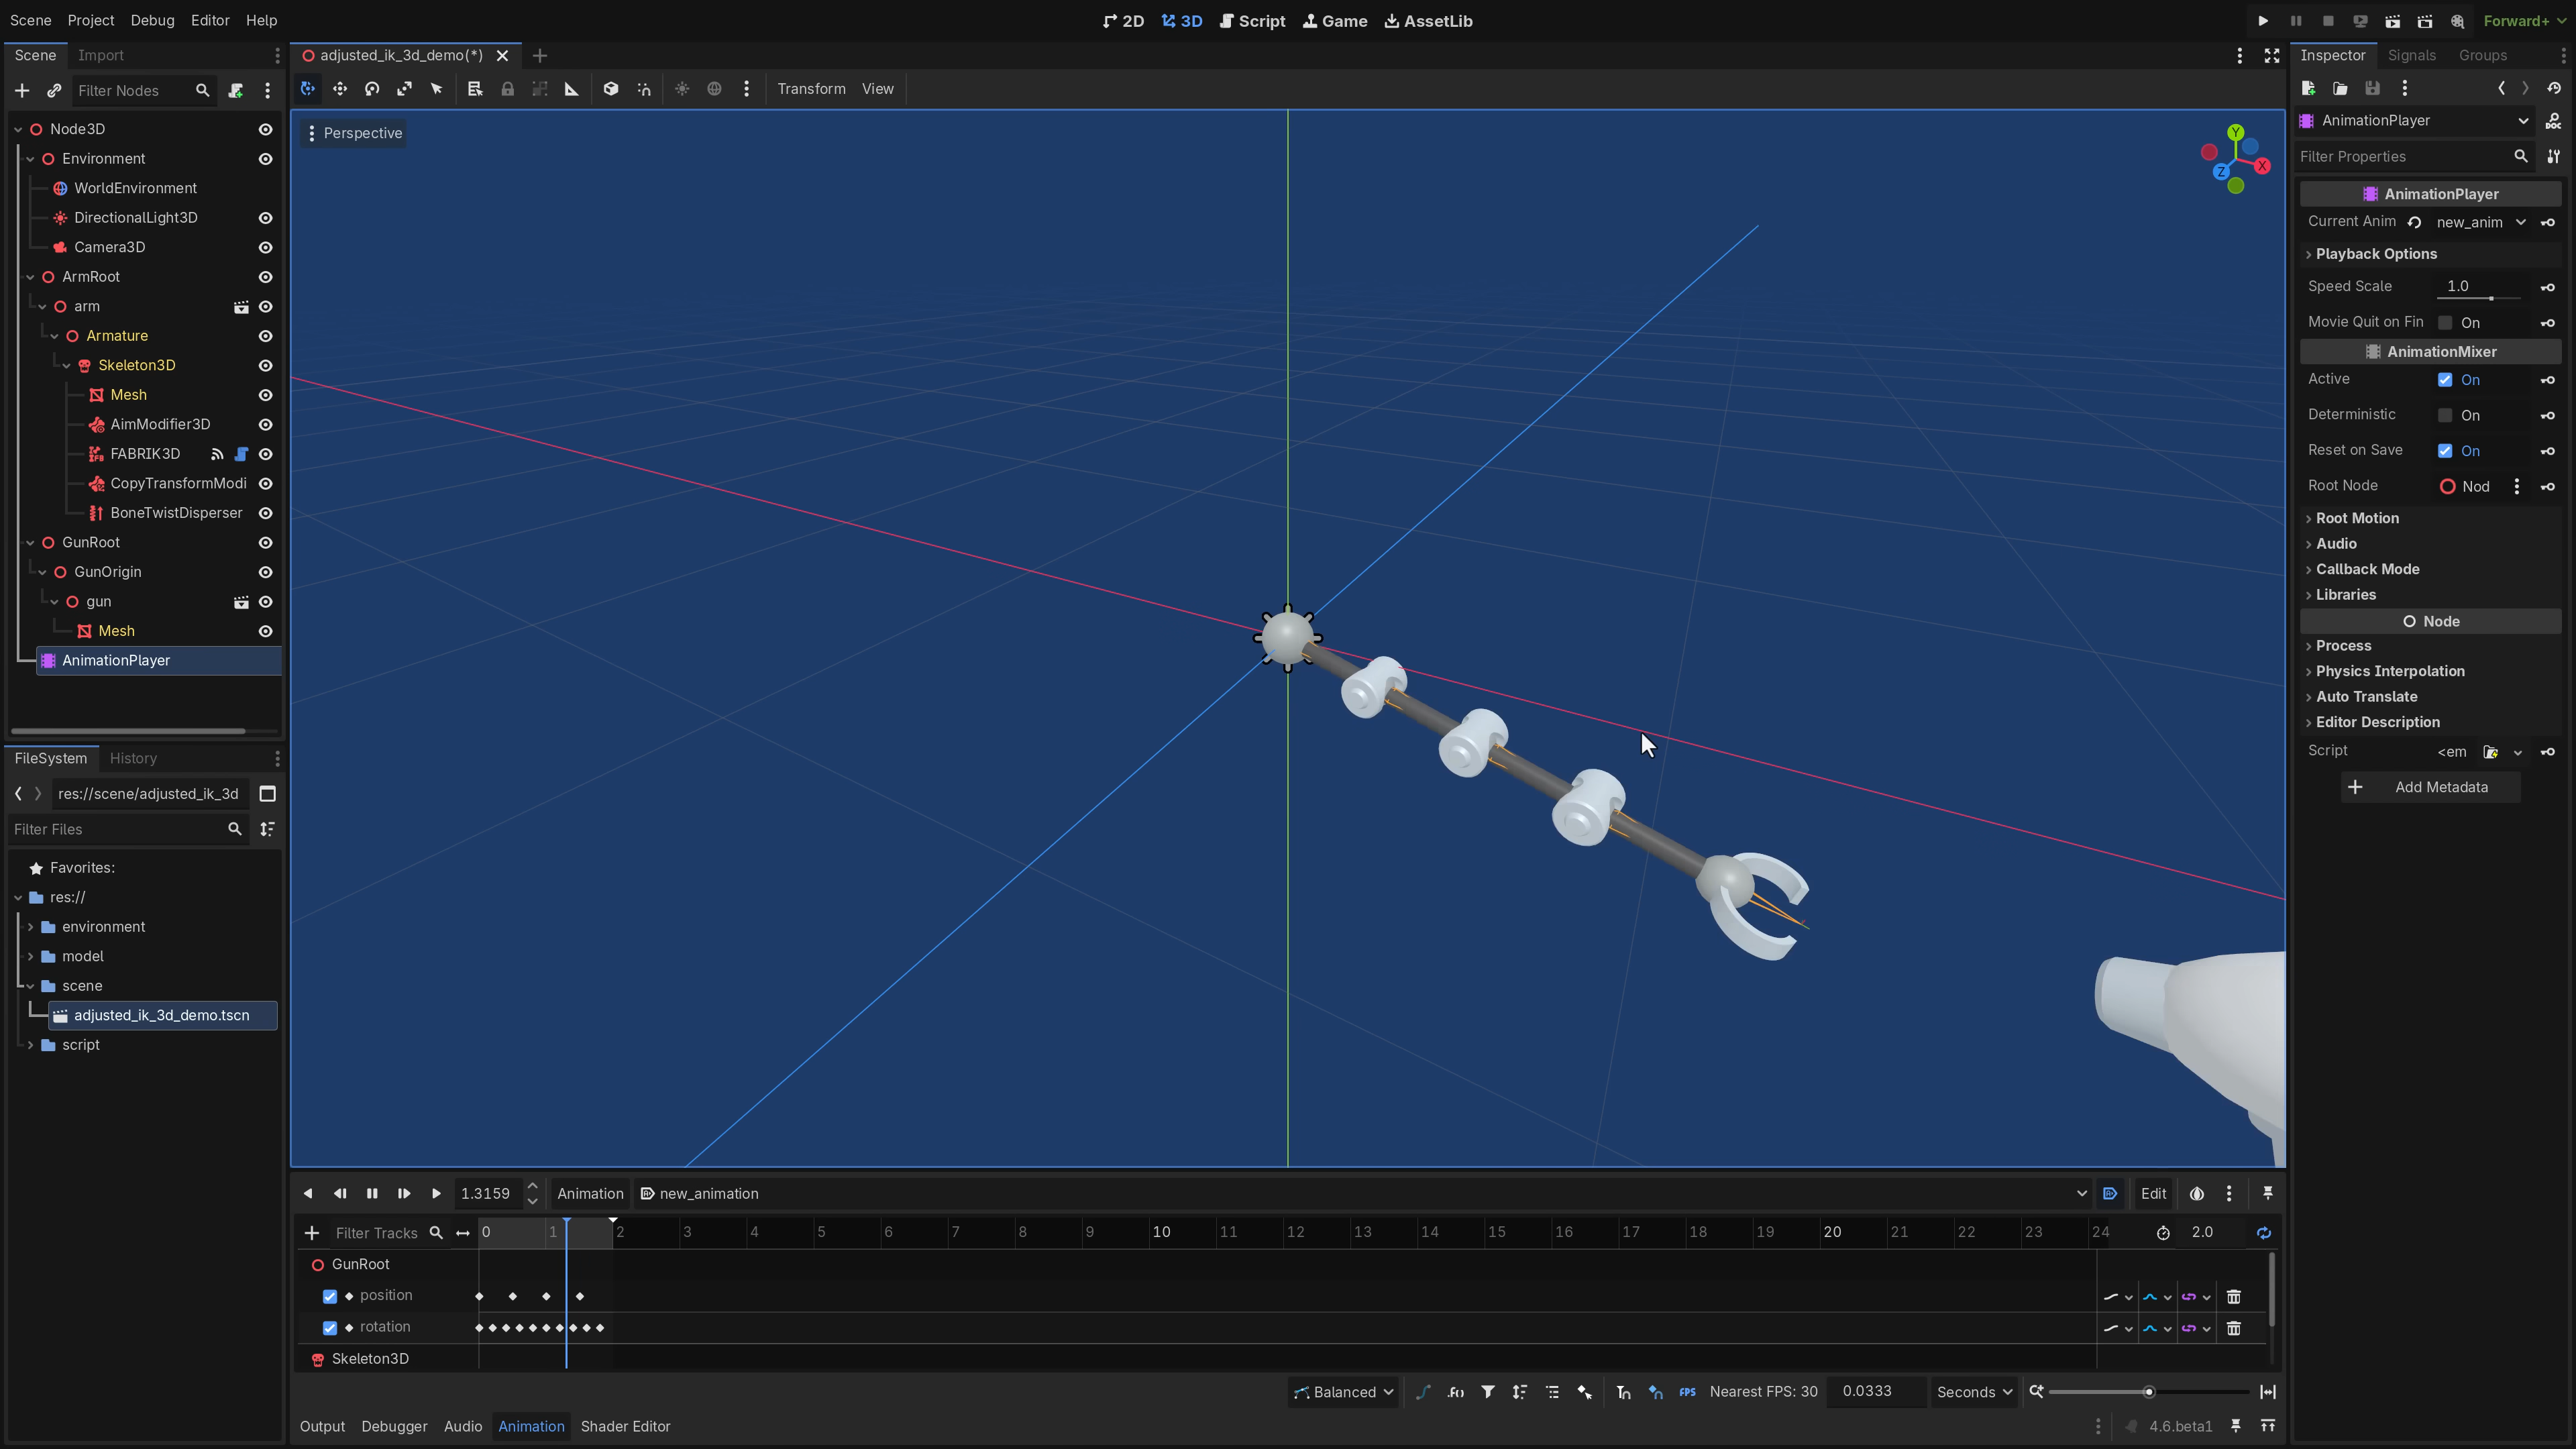 Scene Project Debug Editor Help
2D 3D Script Game AssetLib
Forward+
Scene Import
Filter Nodes
Node3D
Environment
WorldEnvironment
DirectionalLight3D
Camera3D
ArmRoot
arm
Armature
Skeleton3D
Mesh
AimModifier3D
FABRIK3D
CopyTransformModi
BoneTwistDisperser
GunRoot
GunOrigin
gun
Mesh
AnimationPlayer
FileSystem History
res://scene/adjusted_ik_3d
Filter Files
Favorites:
res://
environment
model
scene
adjusted_ik_3d_demo.tscn
script
adjusted_ik_3d_demo(*)
Transform View
Perspective
Y
X
Z
1.3159 Animation new_animation Edit
Filter Tracks 0 1 2 3 4 5 6 7 8 9 10 11 12 13 14 15 16 17 18 19 20 21 22 23 24 2.0
GunRoot
position
rotation
Skeleton3D
Balanced .f() FPS Nearest FPS: 30 0.0333 Seconds
Output Debugger Audio Animation Shader Editor 4.6.beta1
Inspector Signals Groups
AnimationPlayer DOC
Filter Properties
AnimationPlayer
Current Anim new_anim
Playback Options
Speed Scale 1.0
Movie Quit on Fin On
AnimationMixer
Active On
Deterministic On
Reset on Save On
Root Node Nod
Root Motion
Audio
Callback Mode
Libraries
Node
Process
Physics Interpolation
Auto Translate
Editor Description
Script <em
Add Metadata